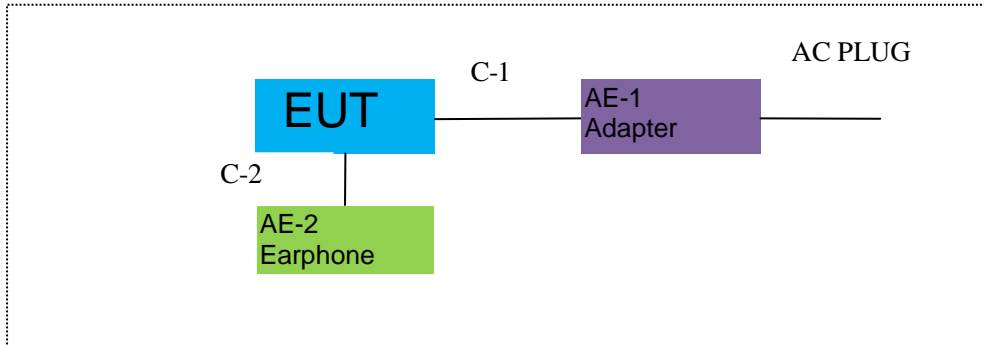 AC PLUG
C-1
EUT
AE-1
Adapter
C-2
AE-2
Earphone